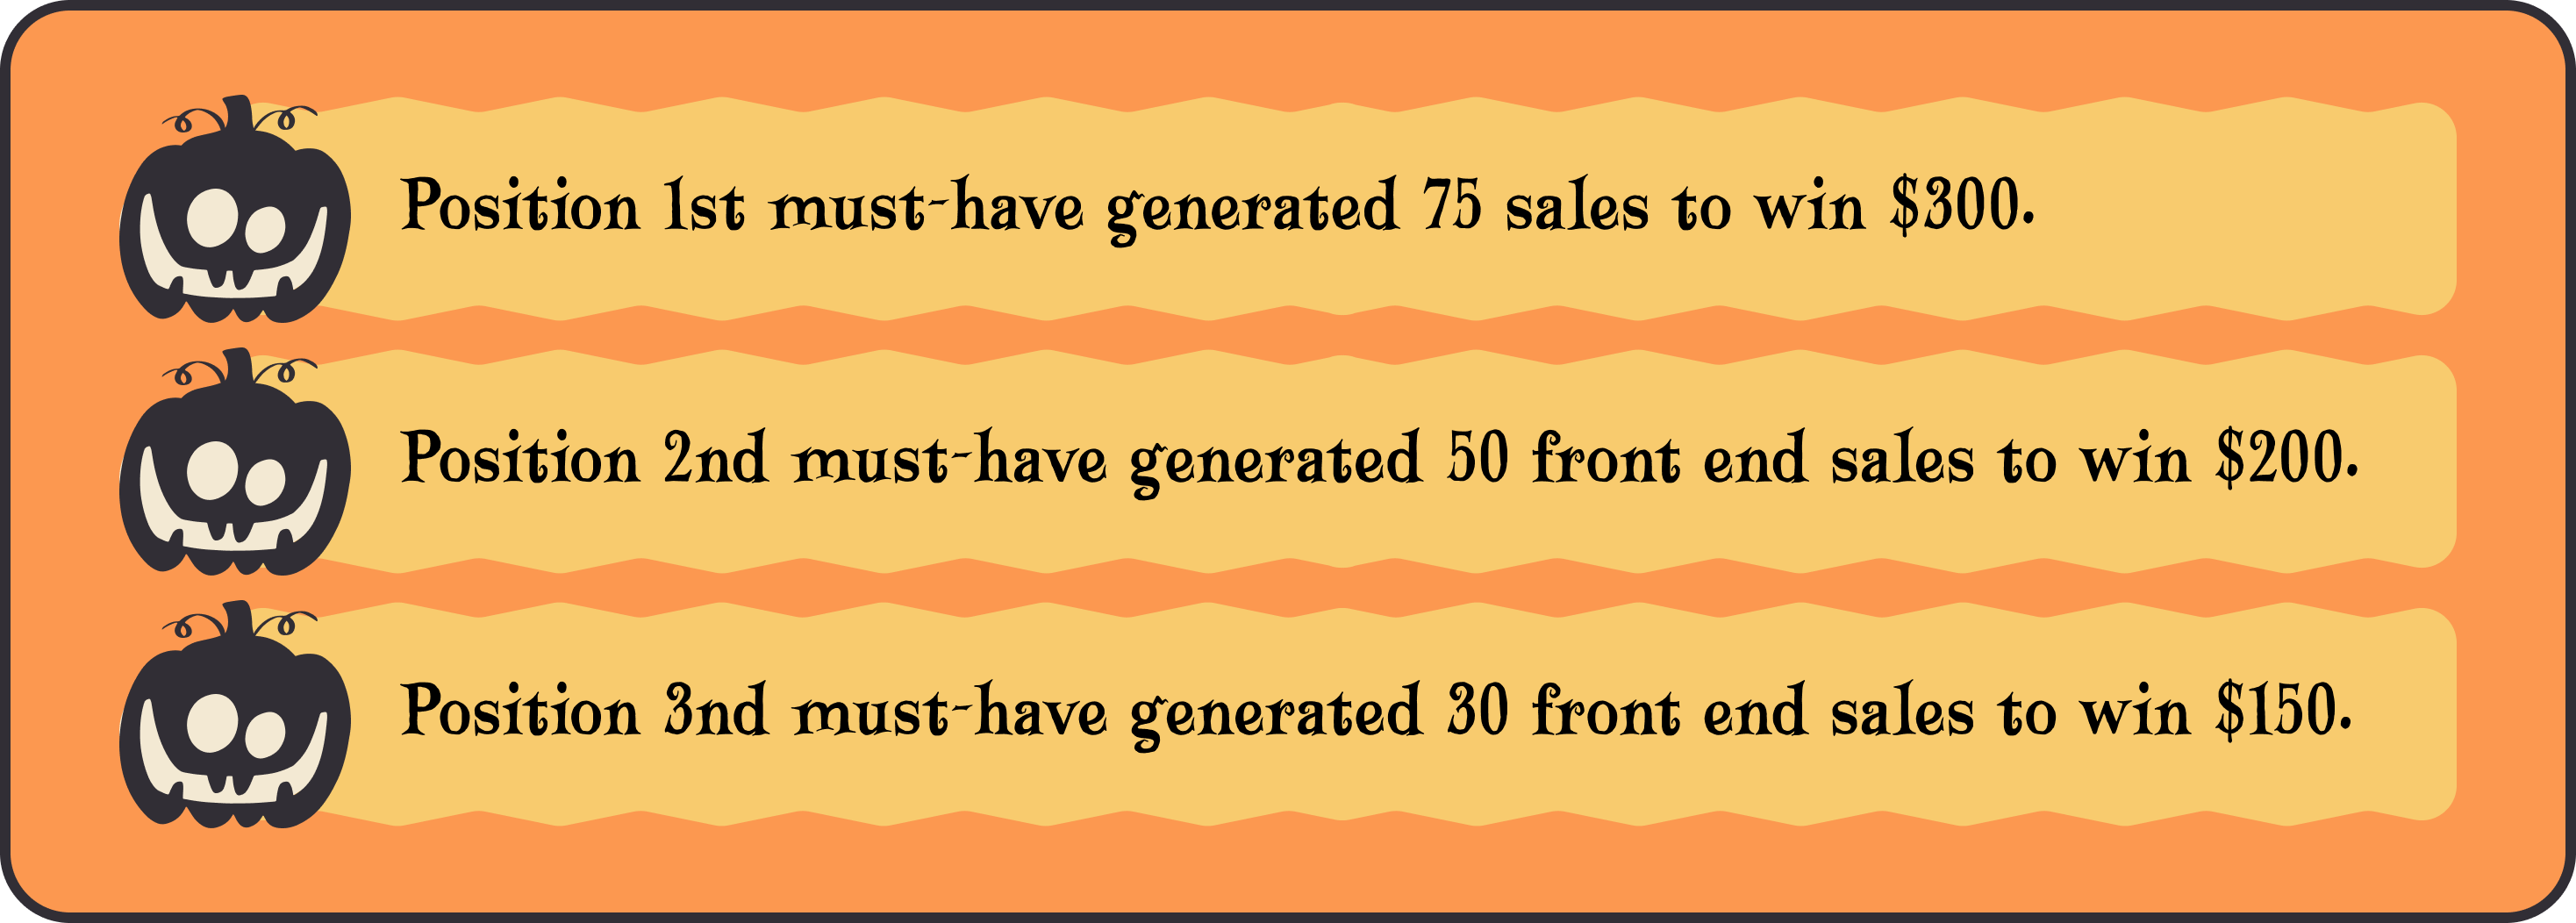 Position 1st must-have generated 75 sales to win $300.
Position 2nd must-have generated 50 front end sales to win $200.
Position 3nd must-have generated 30 front end sales to win $150.